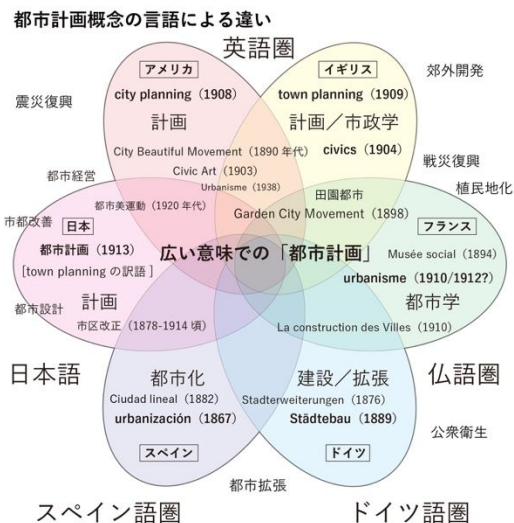 都市計画概念の言語による違い
英語圏
アメリカ
city planning（1908）
計画
City Beautiful Movement（1890 年代）
Civic Art（1903）
Urbanisme（1938）
都市美運動（1920 年代）
イギリス
town planning（1909）
計画／市政学
civics（1904）
田園都市
Garden City Movement（1898）
郊外開発
震災復興
戦災復興
植民地化
都市経営
市都改善
日本
都市計画（1913）
[town planning の訳語]
計画
市区改正（1878-1914 頃）
都市設計
広い意味での「都市計画」
フランス
Musée social（1894）
urbanisme（1910/1912?）
都市学
La construction des Villes（1910）
日本語
仏語圏
都市化
Ciudad lineal（1882）
urbanización（1867）
スペイン
建設／拡張
Stadterweiterungen（1876）
Städtebau（1889）
ドイツ
公衆衛生
都市拡張
スペイン語圏
ドイツ語圏